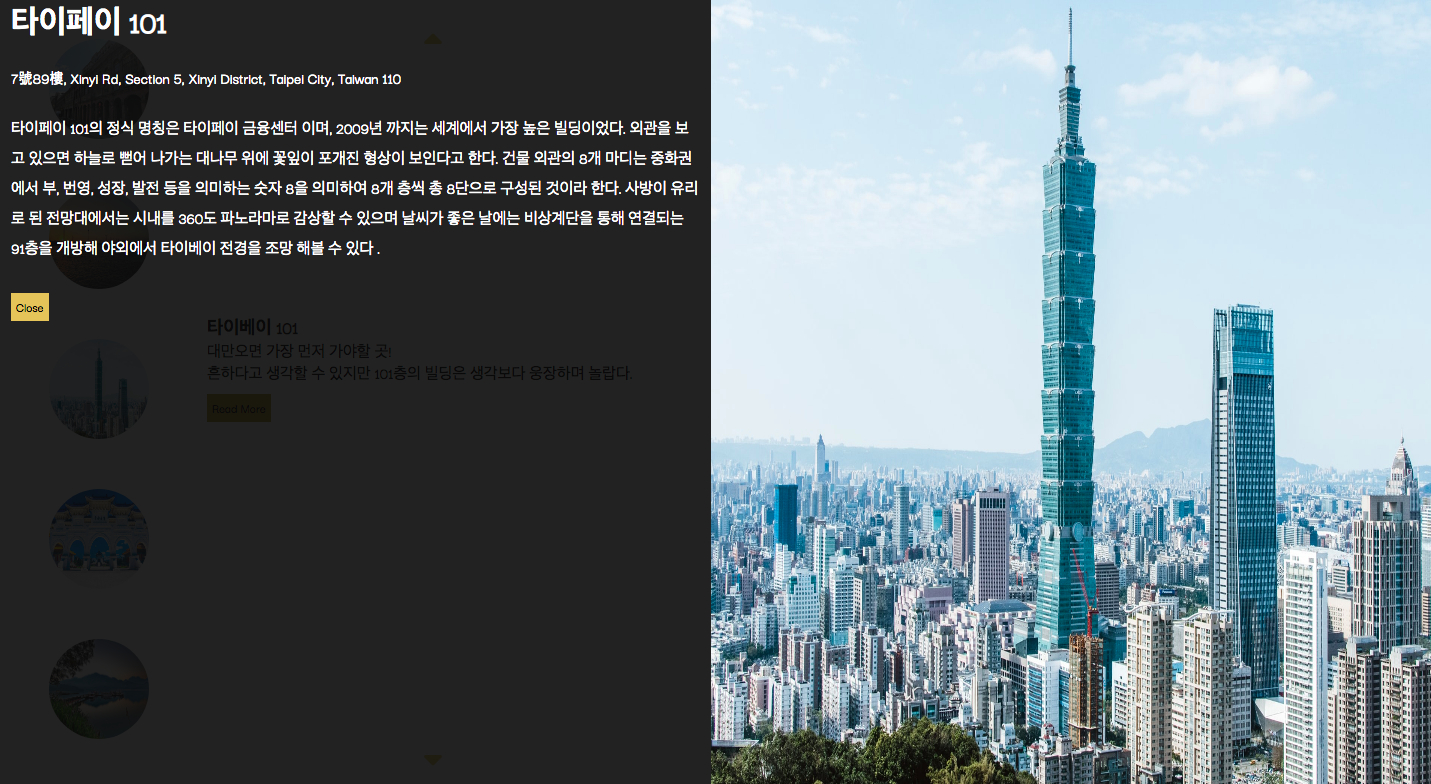 타이페이 101
7號89樓, Xinyi Rd, Section 5, Xinyi District, Taipei City, Taiwan 110
타이페이 101의 정식 명칭은 타이페이 금융센터 이며, 2009년 까지는 세계에서 가장 높은 빌딩이었다. 외관을 보
고 있으면 하늘로 뻗어 나가는 대나무 위에 꽃잎이 포개진 형상이 보인다고 한다. 건물 외관의 8개 마디는 중화권
에서 부, 번영, 성장, 발전 등을 의미하는 숫자 8을 의미하여 8개 층씩 총 8단으로 구성된 것이라 한다. 사방이 유리
로 된 전망대에서는 시내를 360도 파노라마로 감상할 수 있으며 날씨가 좋은 날에는 비상계단을 통해 연결되는
91층을 개방해 야외에서 타이베이 전경을 조망 해볼 수 있다 .
Close
타이베이 101
대만오면 가장 먼저 가야할 곳!
흔하다고 생각할 수 있지만 101층의 빌딩은 생각보다 웅장하며 놀랍다.
Read More